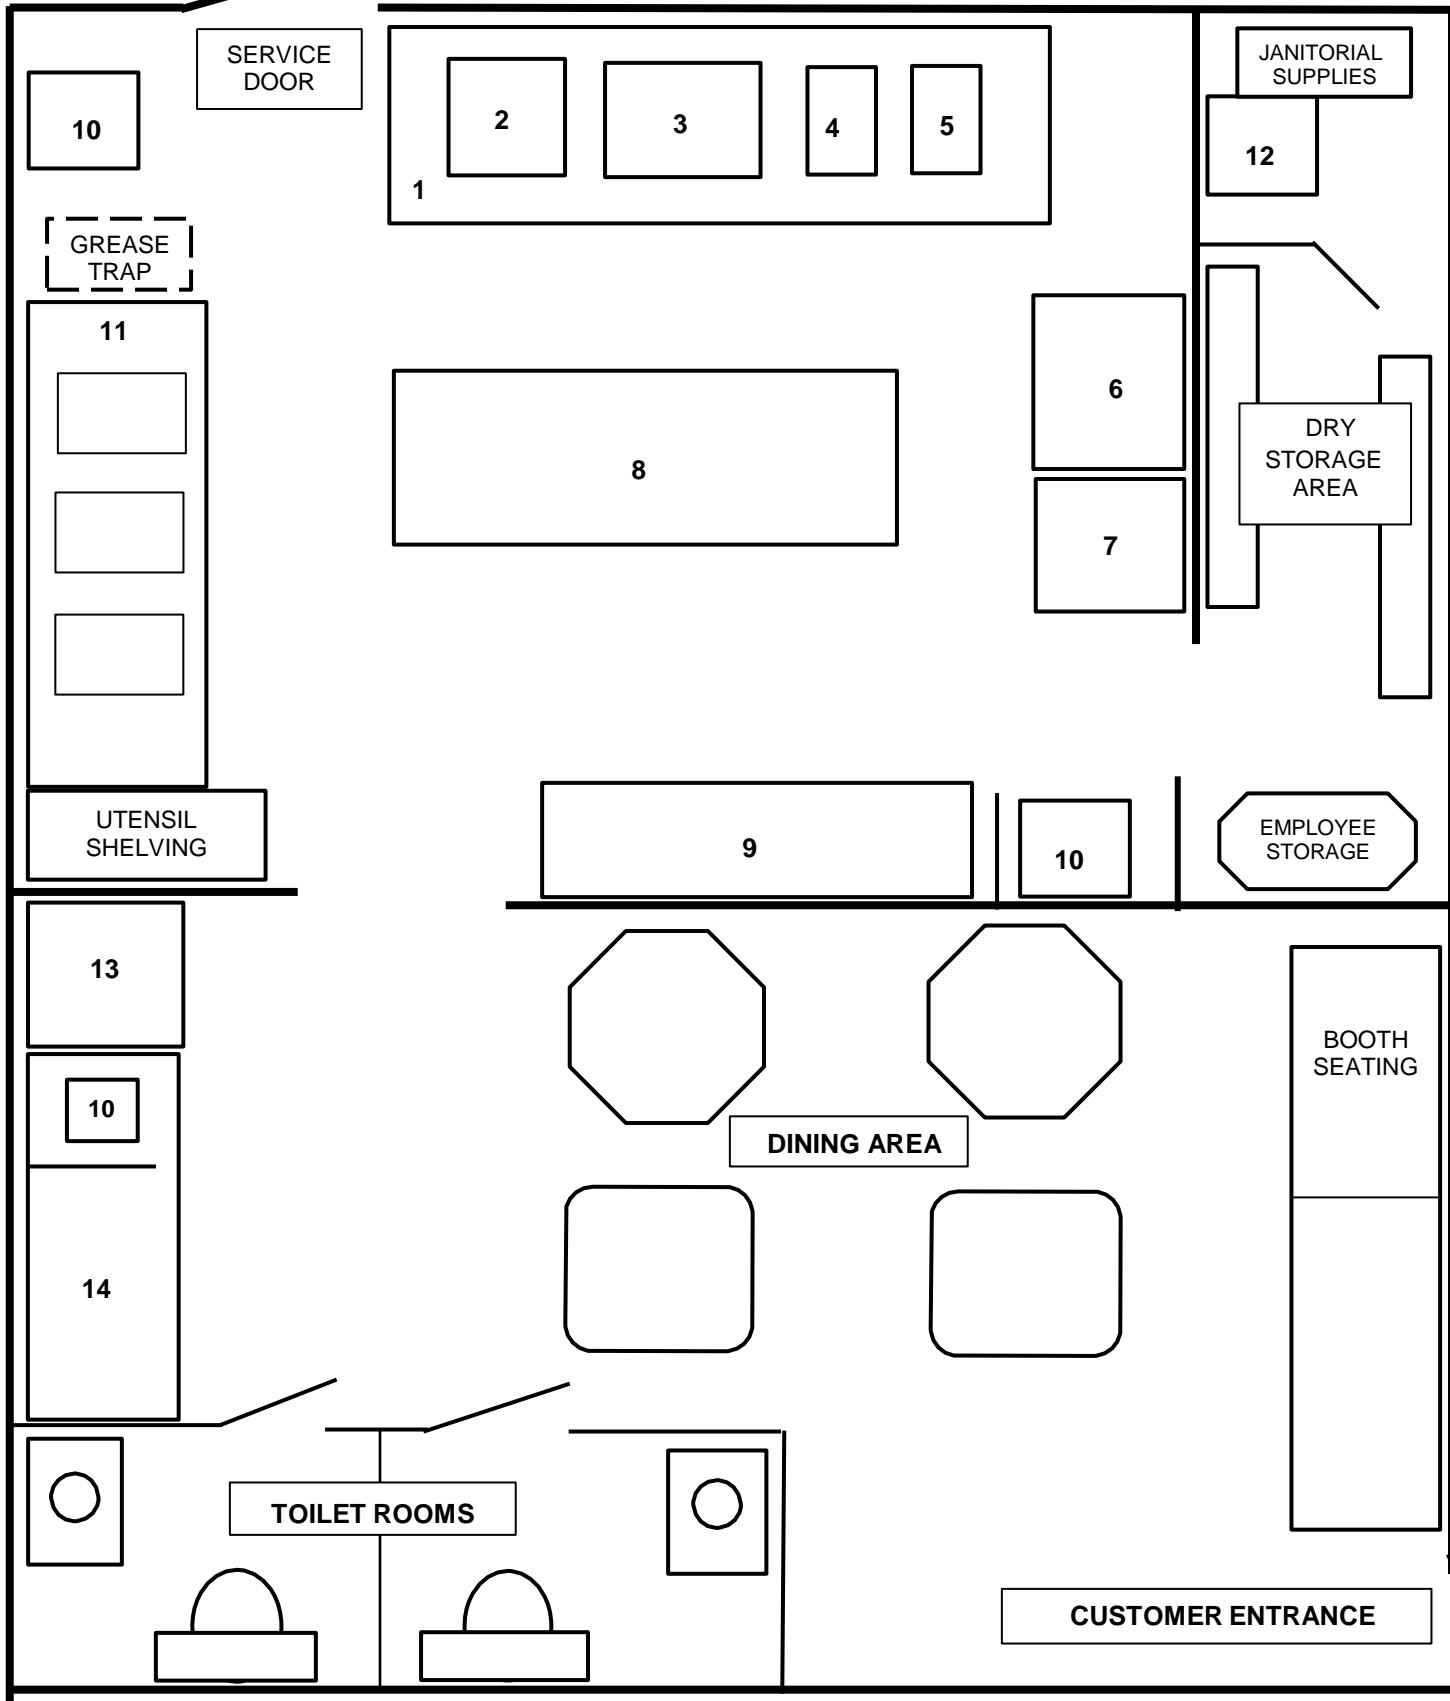 SERVICE
DOOR
JANITORIAL
SUPPLIES
10
2
3
4
5
12
1
GREASE
TRAP
11
6
8
DRY
STORAGE
AREA
7
UTENSIL
SHELVING
9
10
EMPLOYEE
STORAGE
13
BOOTH
SEATING
10
DINING AREA
14
TOILET ROOMS
CUSTOMER ENTRANCE